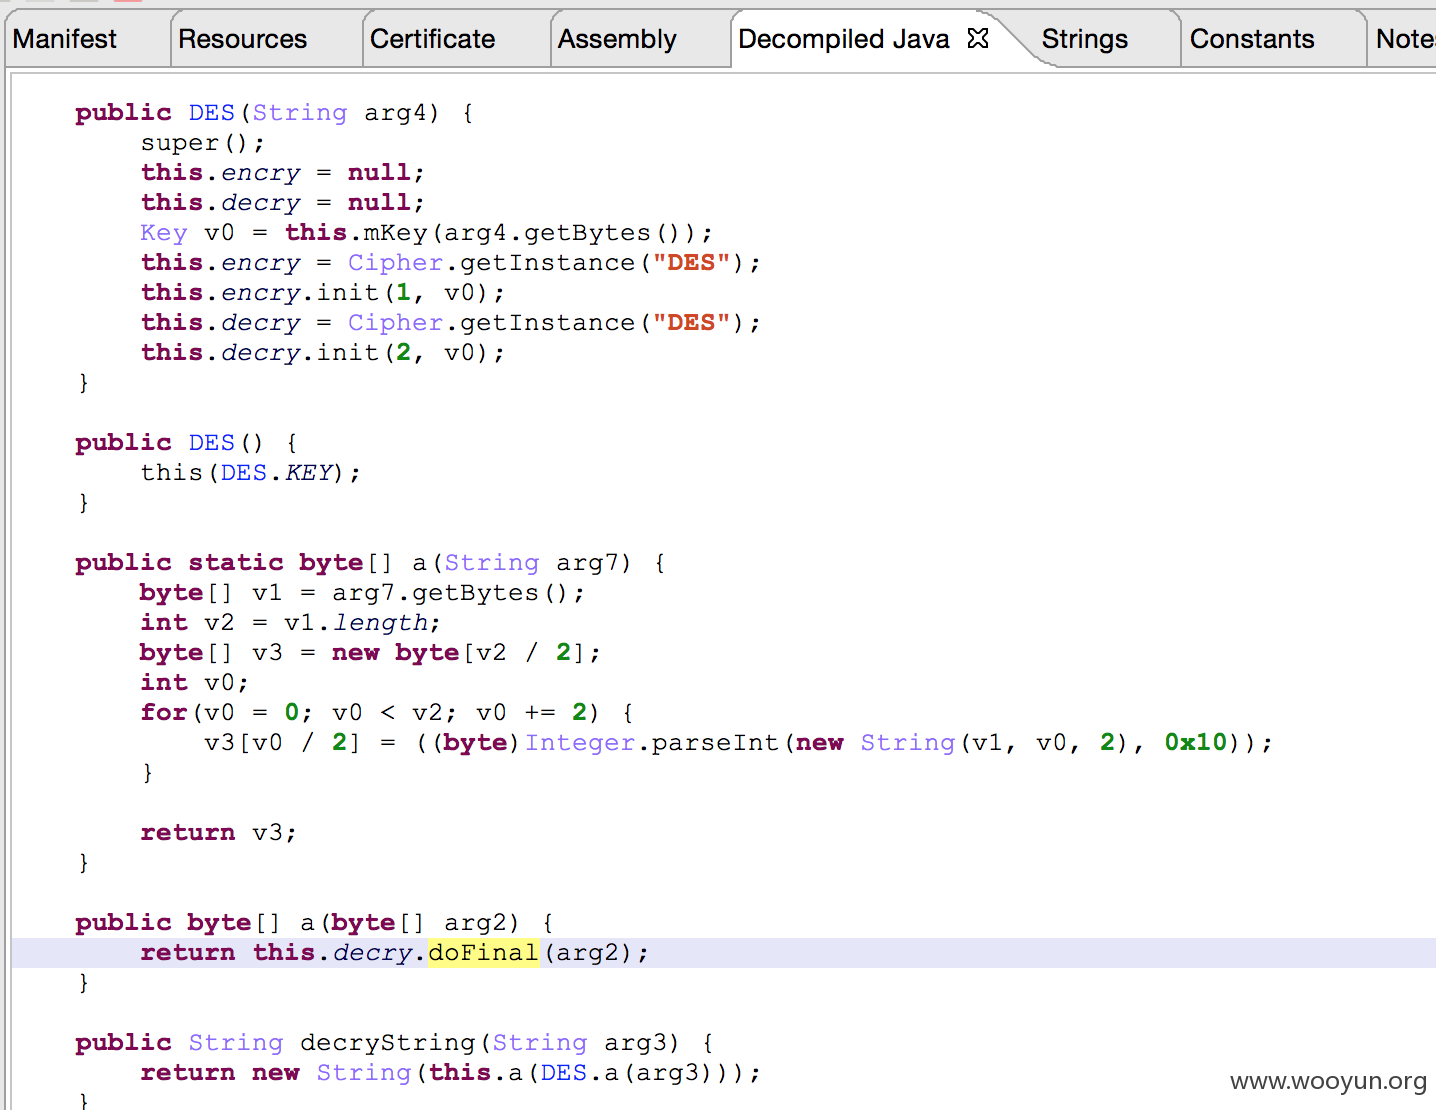 Manifest Resources Certificate Assembly Decompiled Java Strings Constants Note
public DES(String arg4) {
super();
this.encry = null;
this.decry = null;
Key v0 = this.mKey(arg4.getBytes());
this.encry = Cipher.getInstance("DES");
this.encry.init(1, v0);
this.decry = Cipher.getInstance("DES");
this.decry.init(2, v0);
}
public DES() {
this(DES.KEY);
}
public static byte[] a(String arg7) {
byte[] v1 = arg7.getBytes();
int v2 = v1.length;
byte[] v3 = new byte[v2 / 2];
int v0;
for(v0 = 0; v0 < v2; v0 += 2) {
v3[v0 / 2] = ((byte)Integer.parseInt(new String(v1, v0, 2), 0x10));
}
return v3;
}
public byte[] a(byte[] arg2) {
return this.decry.doFinal(arg2);
}
public String decryString(String arg3) {
return new String(this.a(DES.a(arg3)));
}
www.wooyun.org